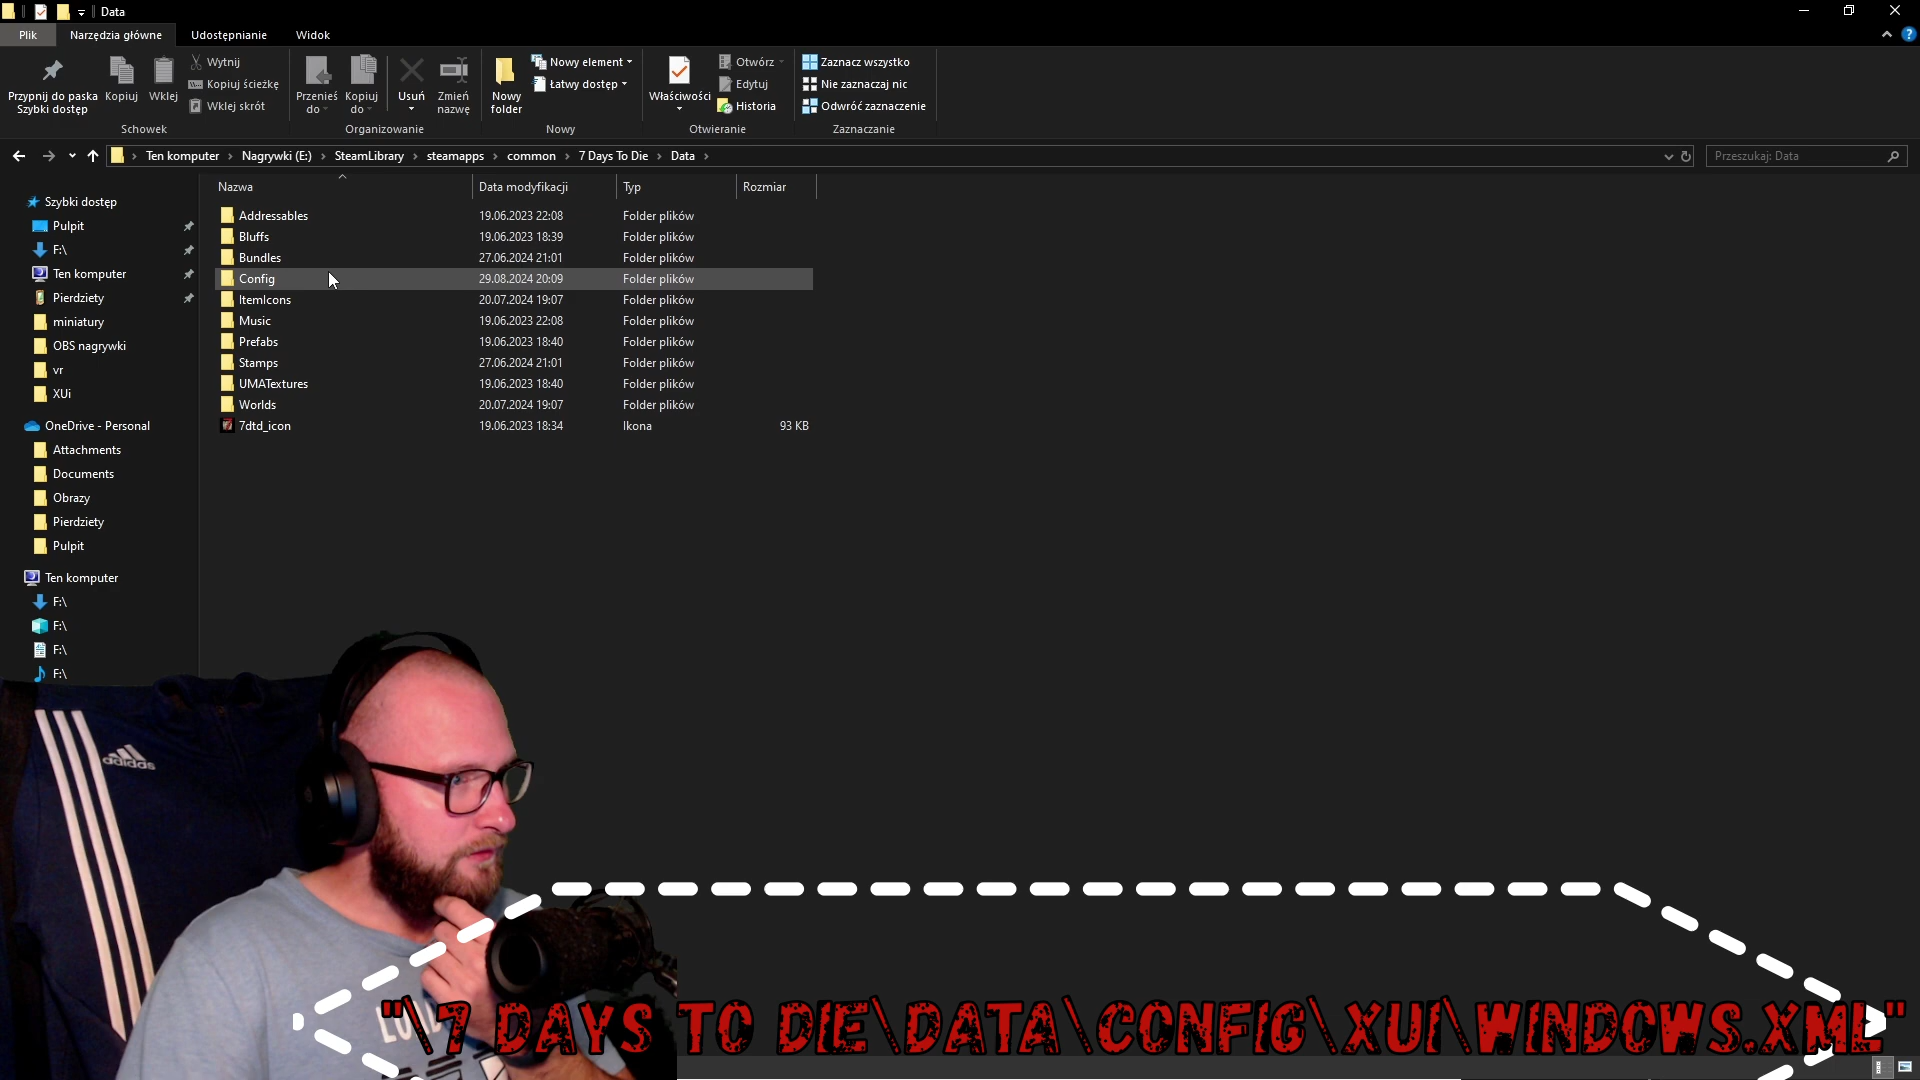 Data
Plik Narzędzia główne Udostępnianie Widok
Przypnij do paska Szybki dostęp
Kopiuj
Wklej
Wytnij
Kopiuj ścieżkę
Wklej skrót
Schowek
Przenieś do
Kopiuj do
Usuń
Zmień nazwę
Organizowanie
Nowy folder
Nowy element
Łatwy dostęp
Nowy
Właściwości
Otwórz
Edytuj
Historia
Otwieranie
Zaznacz wszystko
Nie zaznaczaj nic
Odwróć zaznaczenie
Zaznaczanie
Ten komputer › Nagrywki (E:) › SteamLibrary › steamapps › common › 7 Days To Die › Data ›
Przeszukaj: Data
Szybki dostęp
Pulpit
F:\
Ten komputer
Pierdziety
miniatury
OBS nagrywki
vr
XUi
OneDrive - Personal
Attachments
Documents
Obrazy
Pierdziety
Pulpit
Ten komputer
F:\
F:\
F:\
F:\
Nazwa Data modyfikacji Typ Rozmiar
Addressables 19.06.2023 22:08 Folder plików
Bluffs 19.06.2023 18:39 Folder plików
Bundles 27.06.2024 21:01 Folder plików
Config 29.08.2024 20:09 Folder plików
ItemIcons 20.07.2024 19:07 Folder plików
Music 19.06.2023 22:08 Folder plików
Prefabs 19.06.2023 18:40 Folder plików
Stamps 27.06.2024 21:01 Folder plików
UMATextures 19.06.2023 18:40 Folder plików
Worlds 20.07.2024 19:07 Folder plików
7dtd_icon 19.06.2023 18:34 Ikona 93 KB
adidas
"\7 DAYS TO DIE\DATA\CONFIG\XUI\WINDOWS.XML"